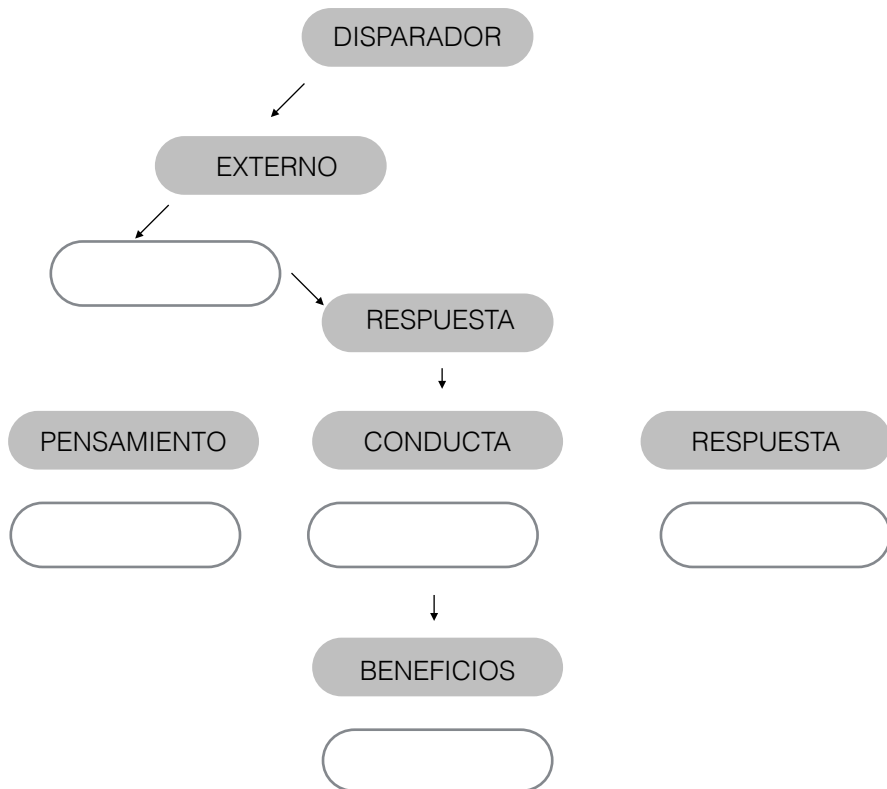 DISPARADOR
EXTERNO
RESPUESTA
PENSAMIENTO
CONDUCTA
RESPUESTA
BENEFICIOS